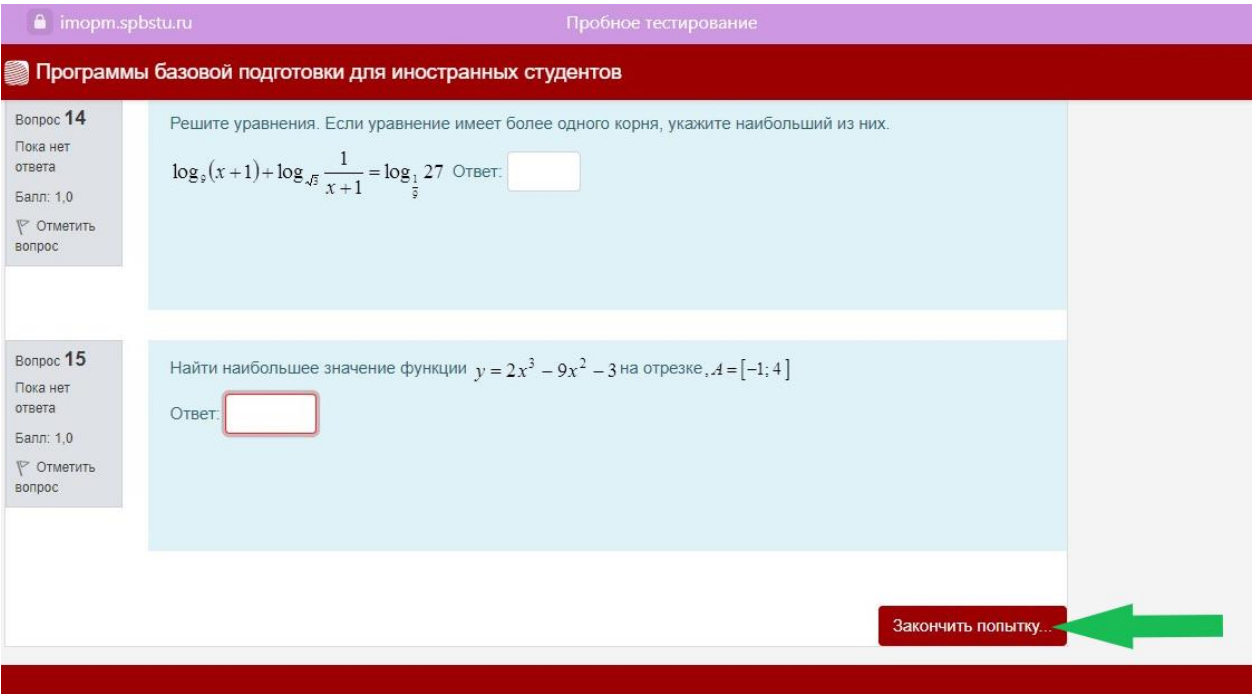 imopm.spbstu.ru Пробное тестирование
Программы базовой подготовки для иностранных студентов
Вопрос 14
Пока нет
ответа
Балл: 1,0
Отметить
вопрос
Решите уравнения. Если уравнение имеет более одного корня, укажите наибольший из них.
log₉(x+1)+log_√3 1/(x+1) = log_1/9 27 Ответ:
Вопрос 15
Пока нет
ответа
Балл: 1,0
Отметить
вопрос
Найти наибольшее значение функции y = 2x³ – 9x² – 3 на отрезке, A = [–1; 4]
Ответ:
Закончить попытку...